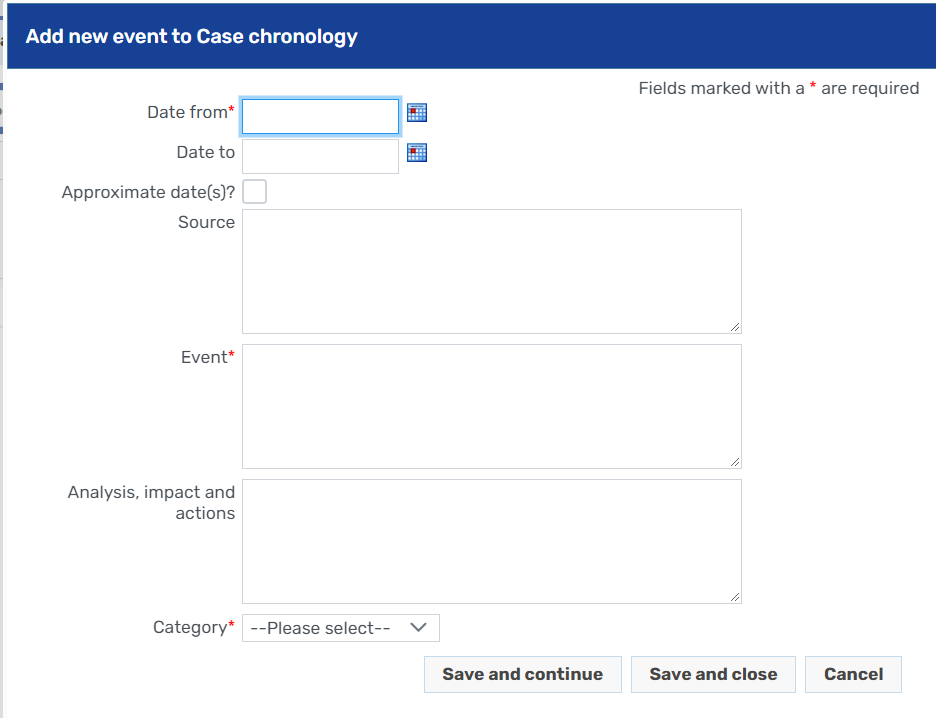 Add new event to Case chronology
Fields marked with a * are required
Date from*
Date to
Approximate date(s)?
Source
Event*
Analysis, impact and
actions
Category*
--Please select--
Save and continue
Save and close
Cancel